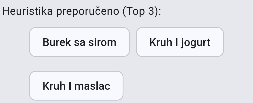 Heuristika preporučeno (Top 3):
Burek sa sirom Kruh I jogurt
Kruh I maslac